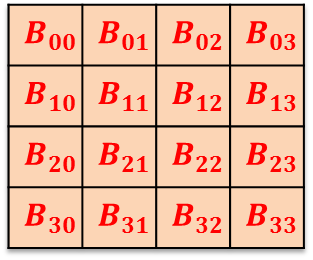 B₀₀ B₀₁ B₀₂ B₀₃
B₁₀ B₁₁ B₁₂ B₁₃
B₂₀ B₂₁ B₂₂ B₂₃
B₃₀ B₃₁ B₃₂ B₃₃